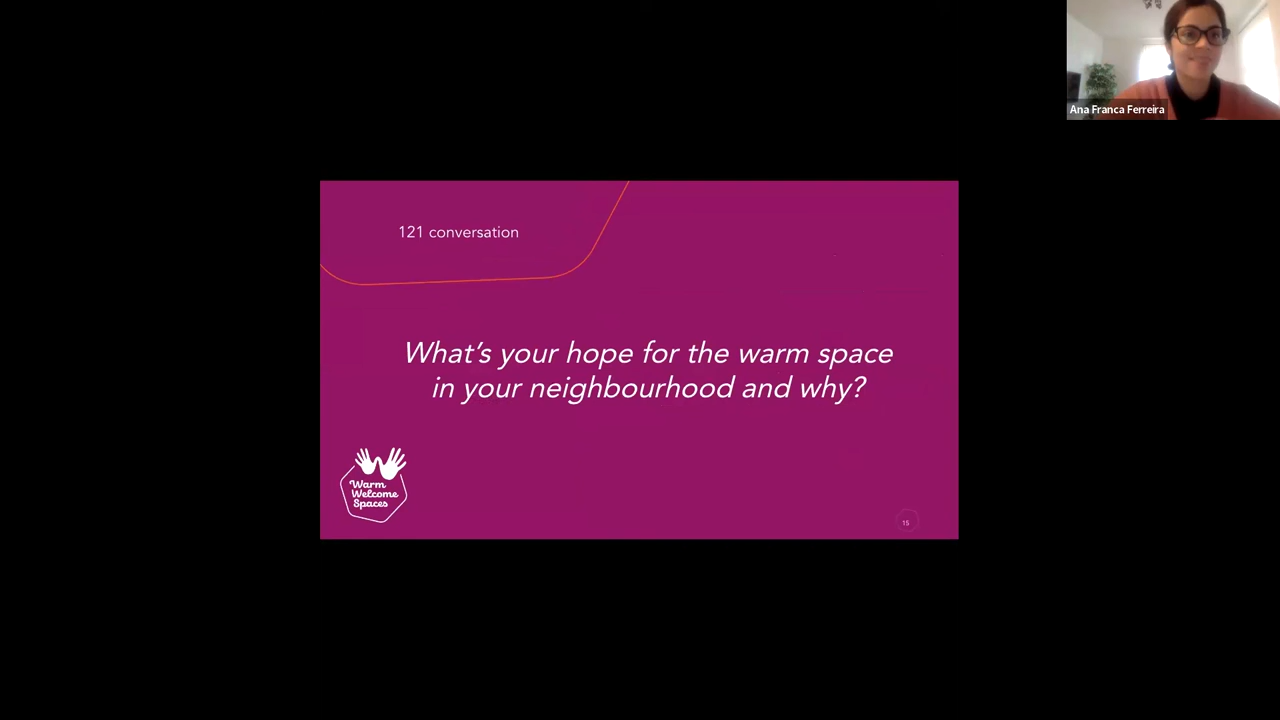 Ana Franca Ferreira
121 conversation
What's your hope for the warm space
in your neighbourhood and why?
Warm
Welcome
Spaces
15